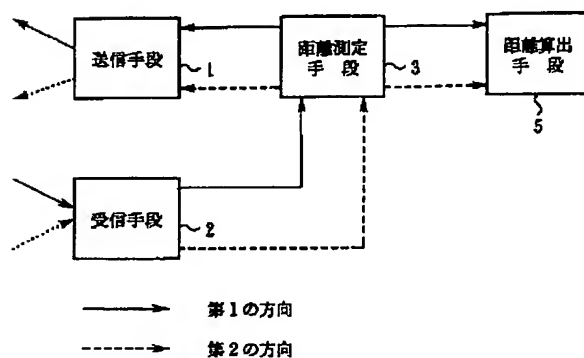 送信手段
1
距離測定
手 段
3
距離算出
手 段
5
受信手段
2
第1の方向
第2の方向